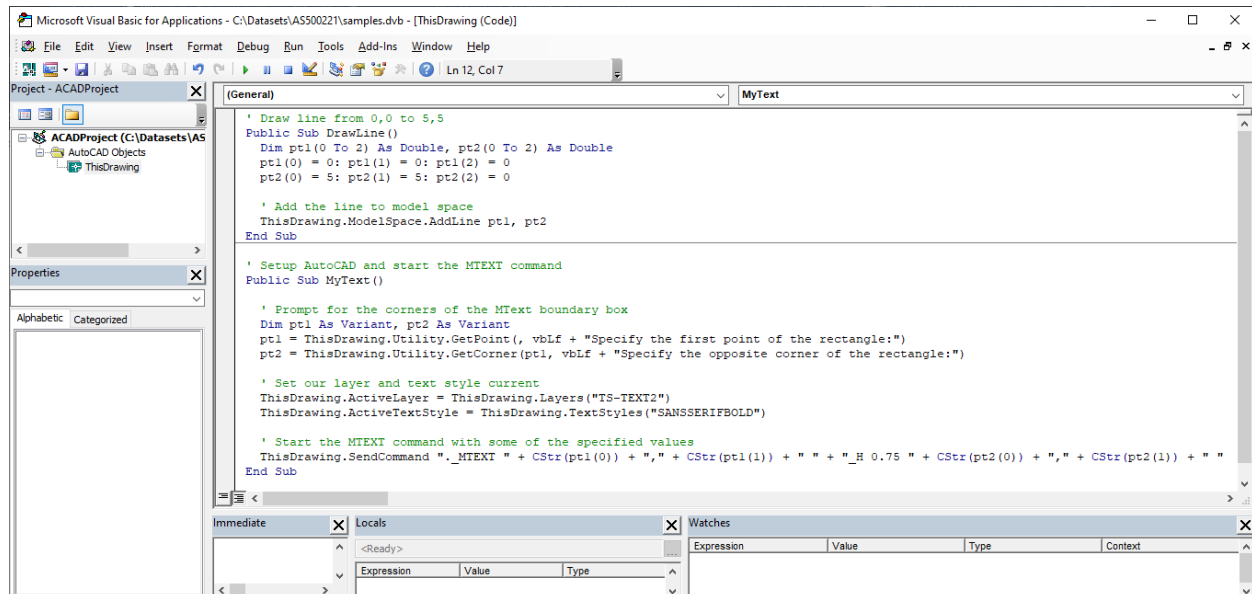 Microsoft Visual Basic for Applications - C:\Datasets\AS500221\samples.dvb - [ThisDrawing (Code)]
File Edit View Insert Format Debug Run Tools Add-Ins Window Help
Ln 12, Col 7
Project - ACADProject
ACADProject (C:\Datasets\AS
AutoCAD Objects
ThisDrawing
Properties
Alphabetic Categorized
(General) MyText
' Draw line from 0,0 to 5,5
Public Sub DrawLine()
  Dim pt1(0 To 2) As Double, pt2(0 To 2) As Double
  pt1(0) = 0: pt1(1) = 0: pt1(2) = 0
  pt2(0) = 5: pt2(1) = 5: pt2(2) = 0
  ' Add the line to model space
  ThisDrawing.ModelSpace.AddLine pt1, pt2
End Sub
' Setup AutoCAD and start the MTEXT command
Public Sub MyText()
  ' Prompt for the corners of the MText boundary box
  Dim pt1 As Variant, pt2 As Variant
  pt1 = ThisDrawing.Utility.GetPoint(, vbLf + "Specify the first point of the rectangle:")
  pt2 = ThisDrawing.Utility.GetCorner(pt1, vbLf + "Specify the opposite corner of the rectangle:")
  ' Set our layer and text style current
  ThisDrawing.ActiveLayer = ThisDrawing.Layers("TS-TEXT2")
  ThisDrawing.ActiveTextStyle = ThisDrawing.TextStyles("SANSSERIFBOLD")
  ' Start the MTEXT command with some of the specified values
  ThisDrawing.SendCommand "._MTEXT " + CStr(pt1(0)) + "," + CStr(pt1(1)) + " " + "_H 0.75 " + CStr(pt2(0)) + "," + CStr(pt2(1)) + " "
End Sub
Immediate
Locals
<Ready>
Expression Value Type
Watches
Expression Value Type Context